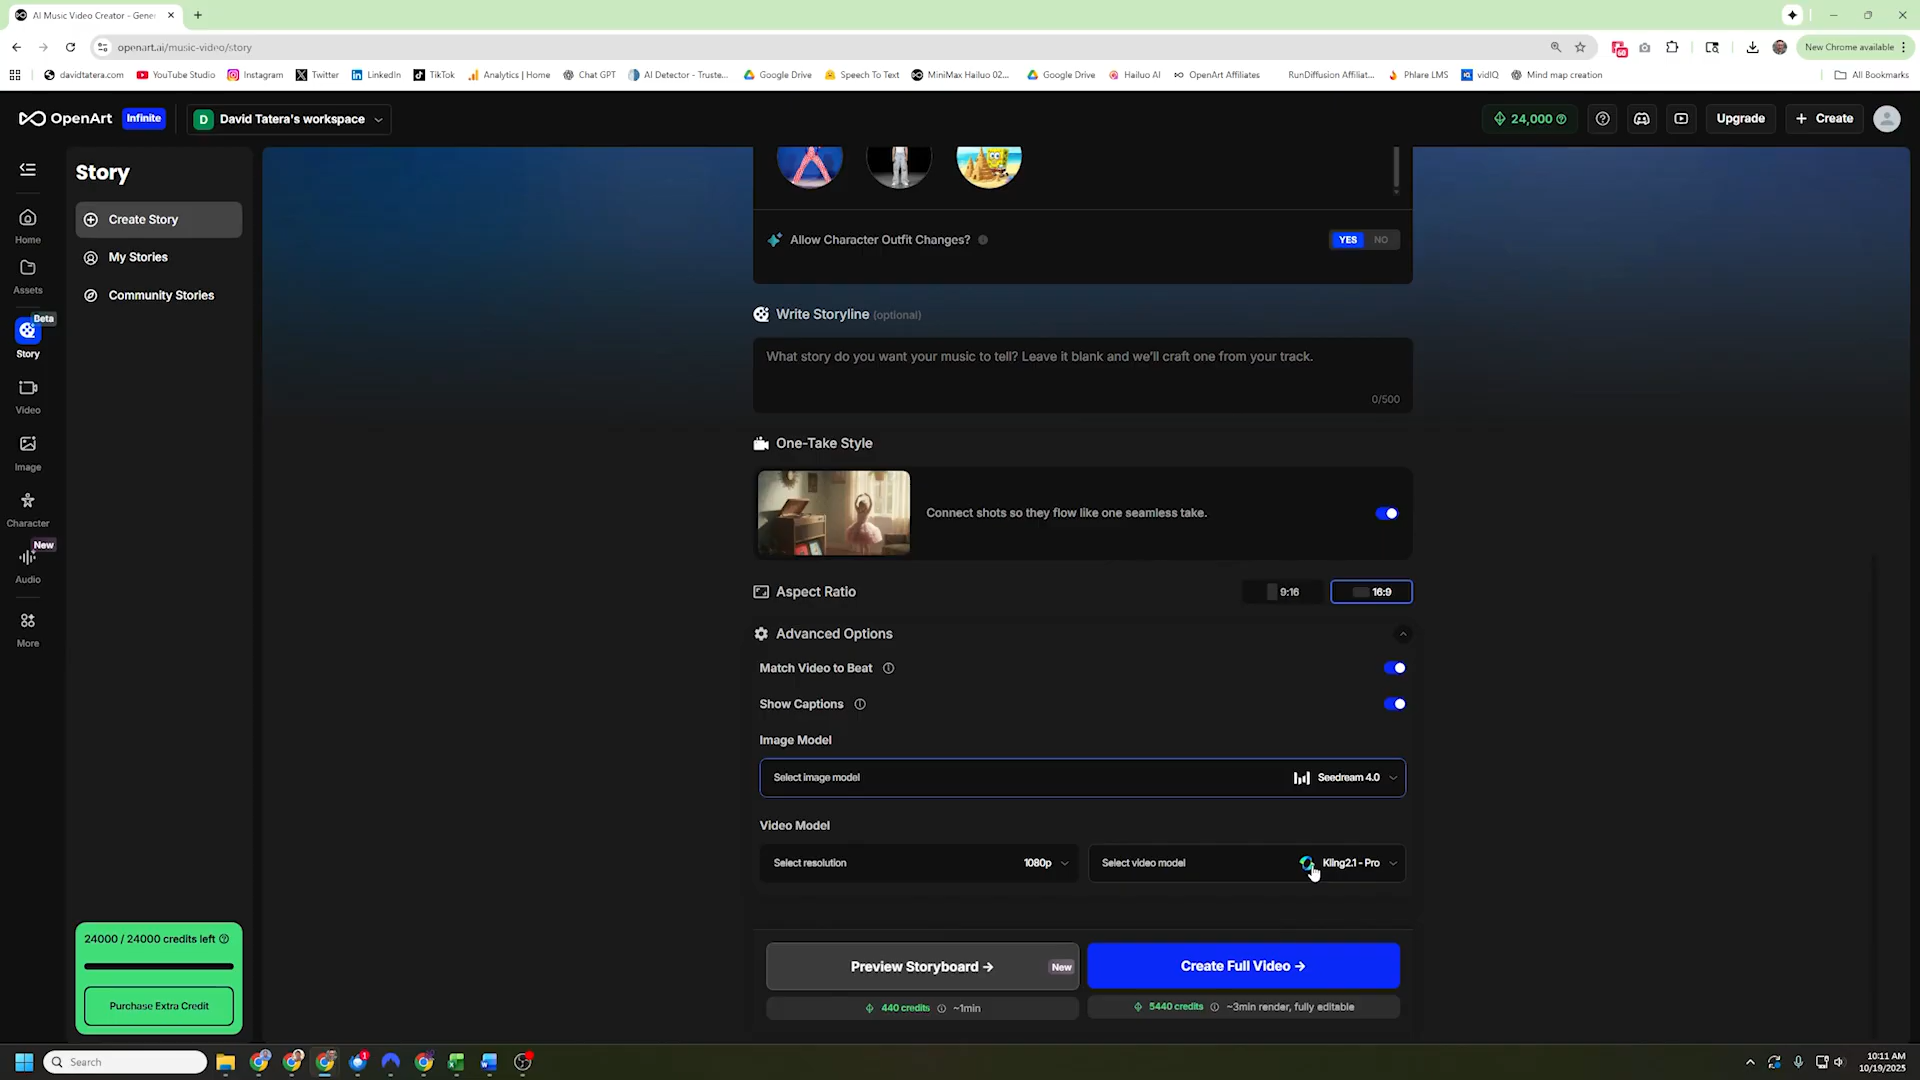 AI Music Video Creator - Gene
openart.ai/music-video/story
New Chrome available
davidtatera.com
YouTube Studio
Instagram
Twitter
LinkedIn
TikTok
Analytics | Home
Chat GPT
AI Detector - Truste...
Google Drive
Speech To Text
MiniMax Hailuo 02...
Google Drive
Hailuo AI
OpenArt Affiliates
RunDiffusion Affiliat...
Phlare LMS
vidIQ
Mind map creation
All Bookmarks
OpenArt
Infinite
D
David Tatera's workspace
24,000
Upgrade
+ Create
Home
Assets
Beta
Story
Video
Image
Character
New
Audio
More
Story
Create Story
My Stories
Community Stories
24000 / 24000 credits left
Purchase Extra Credit
Allow Character Outfit Changes?
YES
NO
Write Storyline (optional)
What story do you want your music to tell? Leave it blank and we'll craft one from your track.
0/500
One-Take Style
Connect shots so they flow like one seamless take.
Aspect Ratio
9:16
16:9
Advanced Options
Match Video to Beat
Show Captions
Image Model
Select image model
Seedream 4.0
Video Model
Select resolution
1080p
Select video model
Kling2.1 - Pro
Preview Storyboard →
New
Create Full Video →
440 credits
~1min
5440 credits
~3min render, fully editable
Search
10:11 AM
10/19/2025